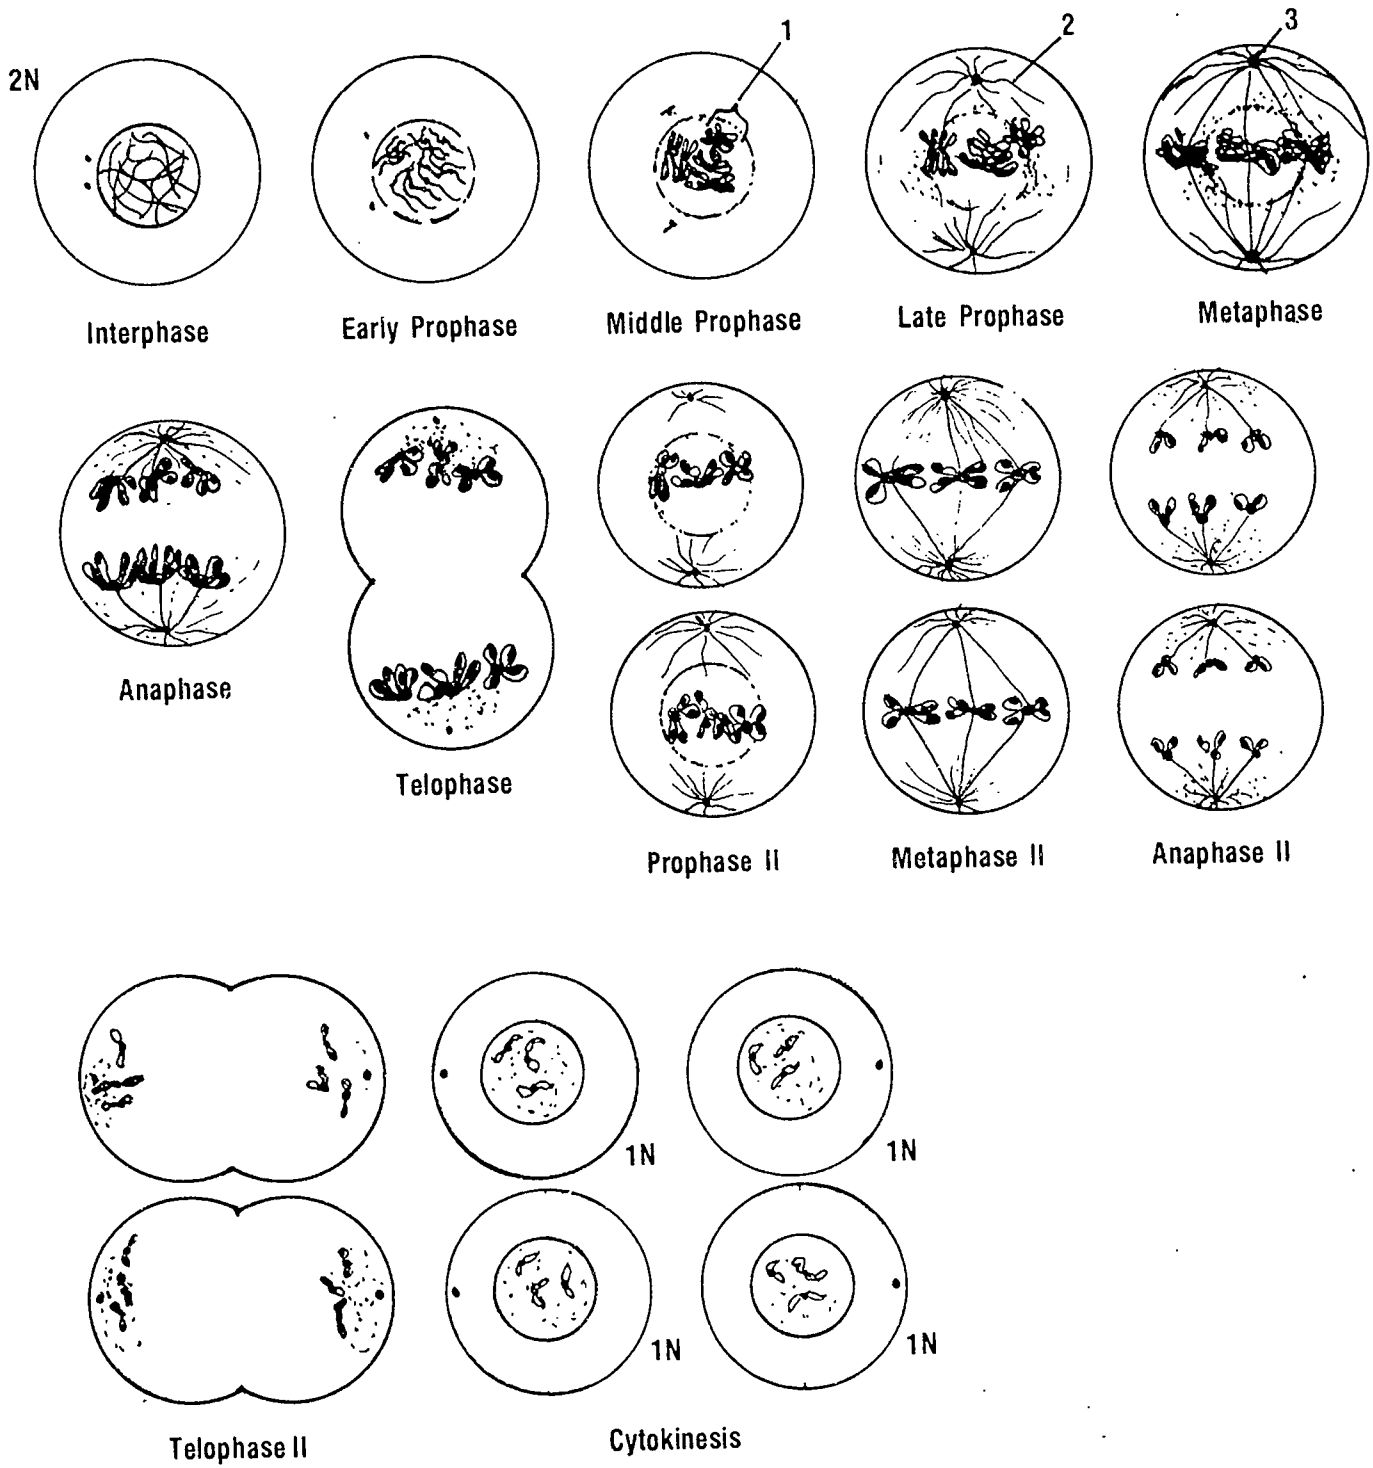 1
2
3
2N
Interphase
Early Prophase
Middle Prophase
Late Prophase
Metaphase
Anaphase
Telophase
Prophase II
Metaphase II
Anaphase II
1N
1N
1N
1N
Telophase II
Cytokinesis